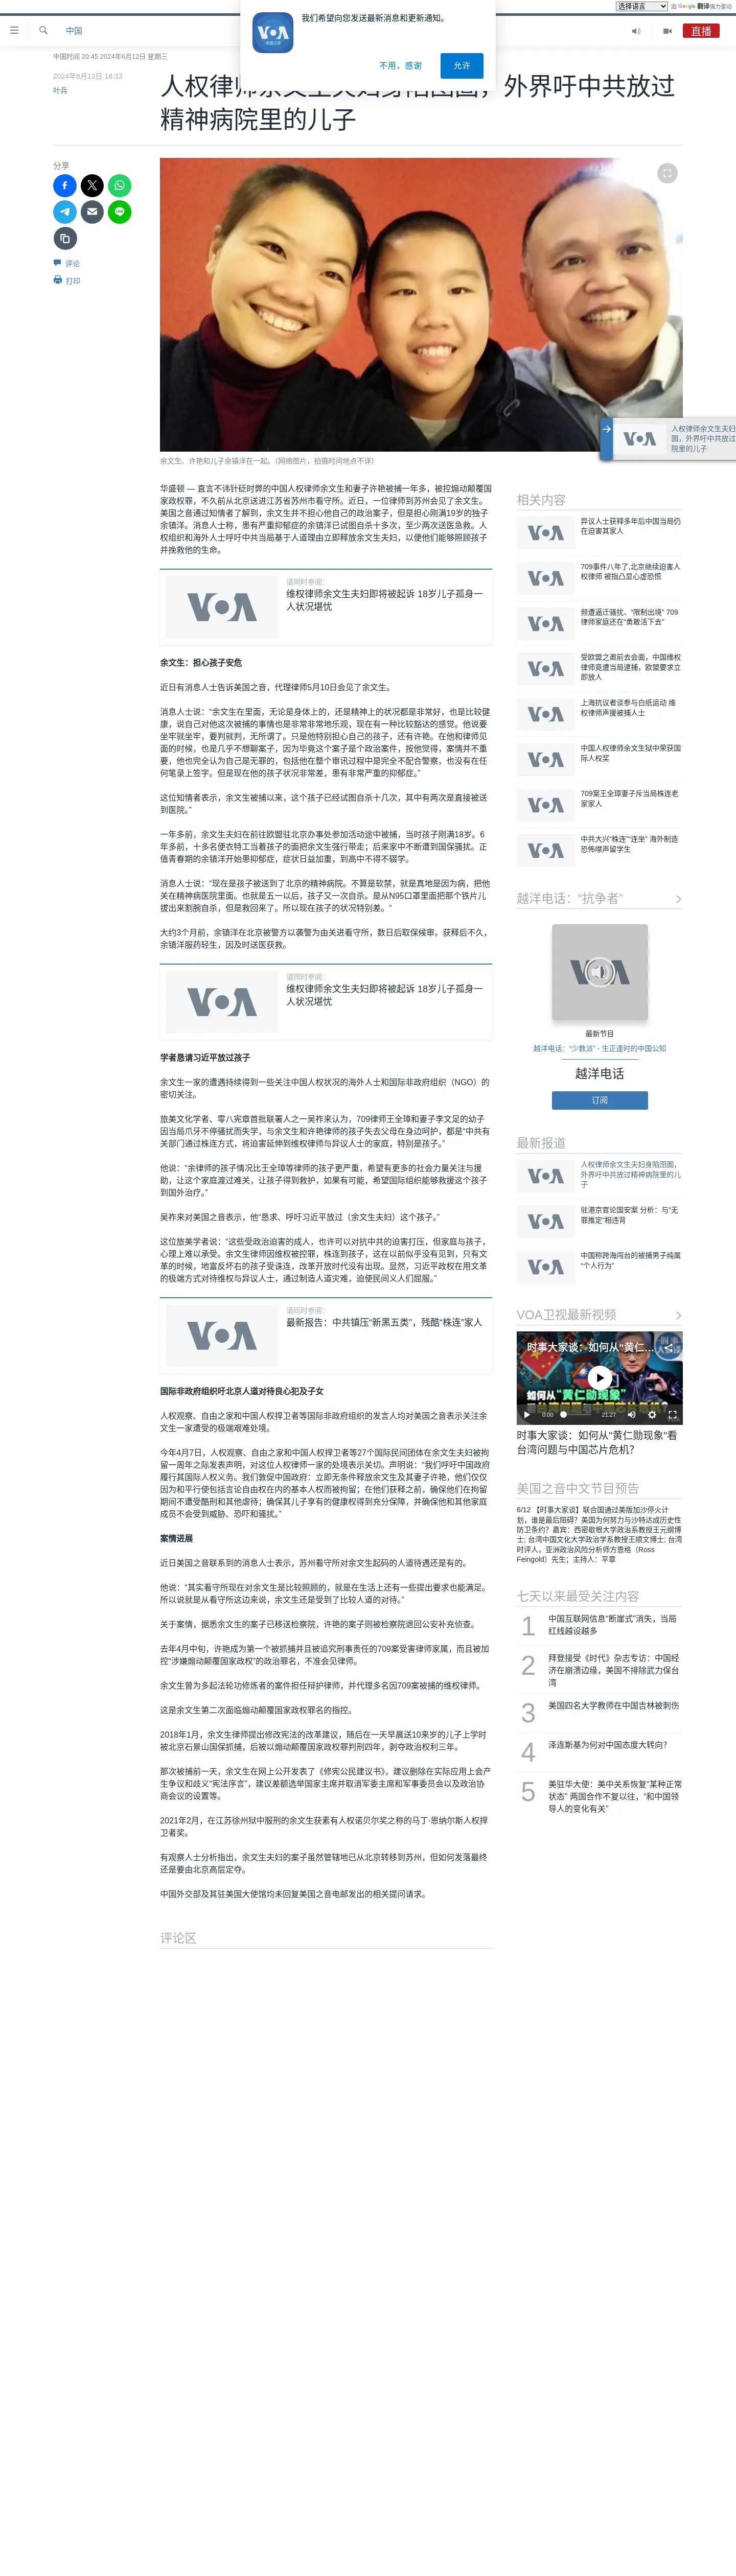 选择语言
由 Google 翻译强力驱动
我们希望向您发送最新消息和更新通知。
不用，感谢
允许
中国
直播
中国时间 20:45 2024年6月12日 星期三
2024年6月12日 18:33
叶兵
外界吁中共放过
精神病院里的儿子
分享
评论
打印
余文生、许艳和儿子余镇洋在一起。（网络图片，拍摄时间地点不详）
人权律师余文生夫妇
圄，外界吁中共放过
院里的儿子
华盛顿 — 直言不讳针砭时弊的中国人权律师余文生和妻子许艳被捕一年多，被控煽动颠覆国
家政权罪，不久前从北京送进江苏省苏州市看守所。近日，一位律师到苏州会见了余文生。
美国之音通过知情者了解到，余文生并不担心他自己的政治案子，但是担心刚满19岁的独子
余镇洋。消息人士称，患有严重抑郁症的余镇洋已试图自杀十多次，至少两次送医急救。人
权组织和海外人士呼吁中共当局基于人道理由立即释放余文生夫妇，以便他们能够照顾孩子
并挽救他的生命。
请同时参阅：
维权律师余文生夫妇即将被起诉 18岁儿子孤身一
人状况堪忧
余文生：担心孩子安危
近日有消息人士告诉美国之音，代理律师5月10日会见了余文生。
消息人士说：“余文生在里面，无论是身体上的，还是精神上的状况都是非常好，也是比较健
康，说自己对他这次被捕的事情也是非常非常地乐观，现在有一种比较豁达的感觉。他说要
坐牢就坐牢，要判就判，无所谓了。只是他特别担心自己的孩子，还有许艳。在他和律师见
面的时候，也是几乎不想聊案子，因为毕竟这个案子是个政治案件，按他觉得，案情并不重
要，他也完全认为自己是无罪的，包括他在整个审讯过程中是完全不配合警察，也没有在任
何笔录上签字。但是现在他的孩子状况非常差，患有非常严重的抑郁症。”
这位知情者表示，余文生被捕以来，这个孩子已经试图自杀十几次，其中有两次是直接被送
到医院。”
一年多前，余文生夫妇在前往欧盟驻北京办事处参加活动途中被捕，当时孩子刚满18岁。6
年多前，十多名便衣特工当着孩子的面把余文生强行带走；后来家中不断遭到国保骚扰。正
值青春期的余镇洋开始患抑郁症，症状日益加重，到高中不得不辍学。
消息人士说：“现在是孩子被送到了北京的精神病院。不算是软禁，就是真地是因为病，把他
关在精神病医院里面。也就是五一以后，孩子又一次自杀。是从N95口罩里面把那个铁片儿
拔出来割腕自杀，但是救回来了。所以现在孩子的状况特别差。“
大约3个月前，余镇洋在北京被警方以袭警为由关进看守所，数日后取保候审。获释后不久，
余镇洋服药轻生，因及时送医获救。
请同时参阅：
维权律师余文生夫妇即将被起诉 18岁儿子孤身一
人状况堪忧
学者恳请习近平放过孩子
余文生一家的遭遇持续得到一些关注中国人权状况的海外人士和国际非政府组织（NGO）的
密切关注。
旅美文化学者、零八宪章首批联署人之一吴祚来认为，709律师王全璋和妻子李文足的幼子
因当局爪牙不停骚扰而失学，与余文生和许艳律师的孩子失去父母在身边呵护，都是“中共有
关部门通过株连方式，将迫害延伸到维权律师与异议人士的家庭，特别是孩子。”
他说：“余律师的孩子情况比王全璋等律师的孩子更严重，希望有更多的社会力量关注与援
助，让这个家庭渡过难关，让孩子得到救护，如果有可能，希望国际组织能够救援这个孩子
到国外治疗。”
吴祚来对美国之音表示，他“恳求、呼吁习近平放过（余文生夫妇）这个孩子。”
这位旅美学者说：“这些受政治迫害的成人，也许可以对抗中共的迫害打压，但家庭与孩子，
心理上难以承受。余文生律师因维权被控罪，株连到孩子，这在以前似乎没有见到，只有文
革的时候，地富反坏右的孩子受诛连，改革开放时代没有出现。显然，习近平政权在用文革
的极端方式对待维权与异议人士，通过制造人道灾难，迫使民间义人们屈服。”
请同时参阅：
最新报告：中共镇压“新黑五类”，残酷“株连”家人
国际非政府组织吁北京人道对待良心犯及子女
人权观察、自由之家和中国人权捍卫者等国际非政府组织的发言人均对美国之音表示关注余
文生一家遭受的极端艰难处境。
今年4月7日，人权观察、自由之家和中国人权捍卫者等27个国际民间团体在余文生夫妇被拘
留一周年之际发表声明，对这位人权律师一家的处境表示关切。声明说：“我们呼吁中国政府
履行其国际人权义务。我们敦促中国政府：立即无条件释放余文生及其妻子许艳，他们仅仅
因为和平行使包括言论自由权在内的基本人权而被拘留；在他们获释之前，确保他们在拘留
期间不遭受酷刑和其他虐待；确保其儿子享有的健康权得到充分保障，并确保他和其他家庭
成员不会受到威胁、恐吓和骚扰。”
案情进展
近日美国之音联系到的消息人士表示，苏州看守所对余文生起码的人道待遇还是有的。
他说：“其实看守所现在对余文生是比较照顾的，就是在生活上还有一些提出要求也能满足。
所以说就是从看守所这边来说，余文生还是受到了比较人道的对待。”
关于案情，据悉余文生的案子已移送检察院，许艳的案子则被检察院退回公安补充侦查。
去年4月中旬，许艳成为第一个被抓捕并且被追究刑事责任的709案受害律师家属，而且被加
控“涉嫌煽动颠覆国家政权”的政治罪名，不准会见律师。
余文生曾为多起法轮功修炼者的案件担任辩护律师，并代理多名因709案被捕的维权律师。
这是余文生第二次面临煽动颠覆国家政权罪名的指控。
2018年1月，余文生律师提出修改宪法的改革建议，随后在一天早晨送10来岁的儿子上学时
被北京石景山国保抓捕，后被以煽动颠覆国家政权罪判刑四年，剥夺政治权利三年。
那次被捕前一天，余文生在网上公开发表了《修宪公民建议书》，建议删除在实际应用上会产
生争议和歧义“宪法序言”，建议差额选举国家主席并取消军委主席和军事委员会以及政治协
商会议的设置等。
2021年2月，在江苏徐州狱中服刑的余文生获素有人权诺贝尔奖之称的马丁·恩纳尔斯人权捍
卫者奖。
有观察人士分析指出，余文生夫妇的案子虽然管辖地已从北京转移到苏州，但如何发落最终
还是要由北京高层定夺。
中国外交部及其驻美国大使馆均未回复美国之音电邮发出的相关提问请求。
评论区
相关内容
异议人士获释多年后中国当局仍
在迫害其家人
709事件八年了,北京继续迫害人
权律师 被指凸显心虚恐慌
频遭逼迁骚扰、“限制出境” 709
律师家庭还在“勇敢活下去”
受欧盟之邀前去会面，中国维权
律师竟遭当局逮捕，欧盟要求立
即放人
上海抗议者谈参与白纸运动 维
权律师声援被捕人士
中国人权律师余文生狱中荣获国
际人权奖
709案王全璋妻子斥当局株连老
家家人
中共大兴“株连”“连坐” 海外制造
恐怖噤声留学生
越洋电话：“抗争者”
最新节目
越洋电话：“少数派” - 生正逢时的中国公知
越洋电话
订阅
最新报道
人权律师余文生夫妇身陷囹圄，
外界吁中共放过精神病院里的儿
子
驻港京官论国安案 分析：与“无
罪推定”相违背
中国称跨海闯台的被捕男子纯属
“个人行为”
VOA卫视最新视频
时事大家谈：如何从“黄仁...
如何从
“黄仁勋现象”
0:00
21:27
时事大家谈：如何从"黄仁勋现象"看
台湾问题与中国芯片危机？
美国之音中文节目预告
6/12 【时事大家谈】联合国通过美版加沙停火计
划，谁是最后阻碍？美国为何努力与沙特达成历史性
防卫条约？嘉宾：西密歇根大学政治系教授王元纲博
士; 台湾中国文化大学政治学系教授王顺文博士; 台湾
时评人，亚洲政治风险分析师方恩格（Ross
Feingold）先生；主持人：平章
七天以来最受关注内容
1 中国互联网信息“断崖式”消失，当局
红线越设越多
2 拜登接受《时代》杂志专访：中国经
济在崩溃边缘，美国不排除武力保台
湾
3 美国四名大学教师在中国吉林被刺伤
4 泽连斯基为何对中国态度大转向？
5 美驻华大使：美中关系恢复“某种正常
状态” 两国合作不复以往，“和中国领
导人的变化有关”